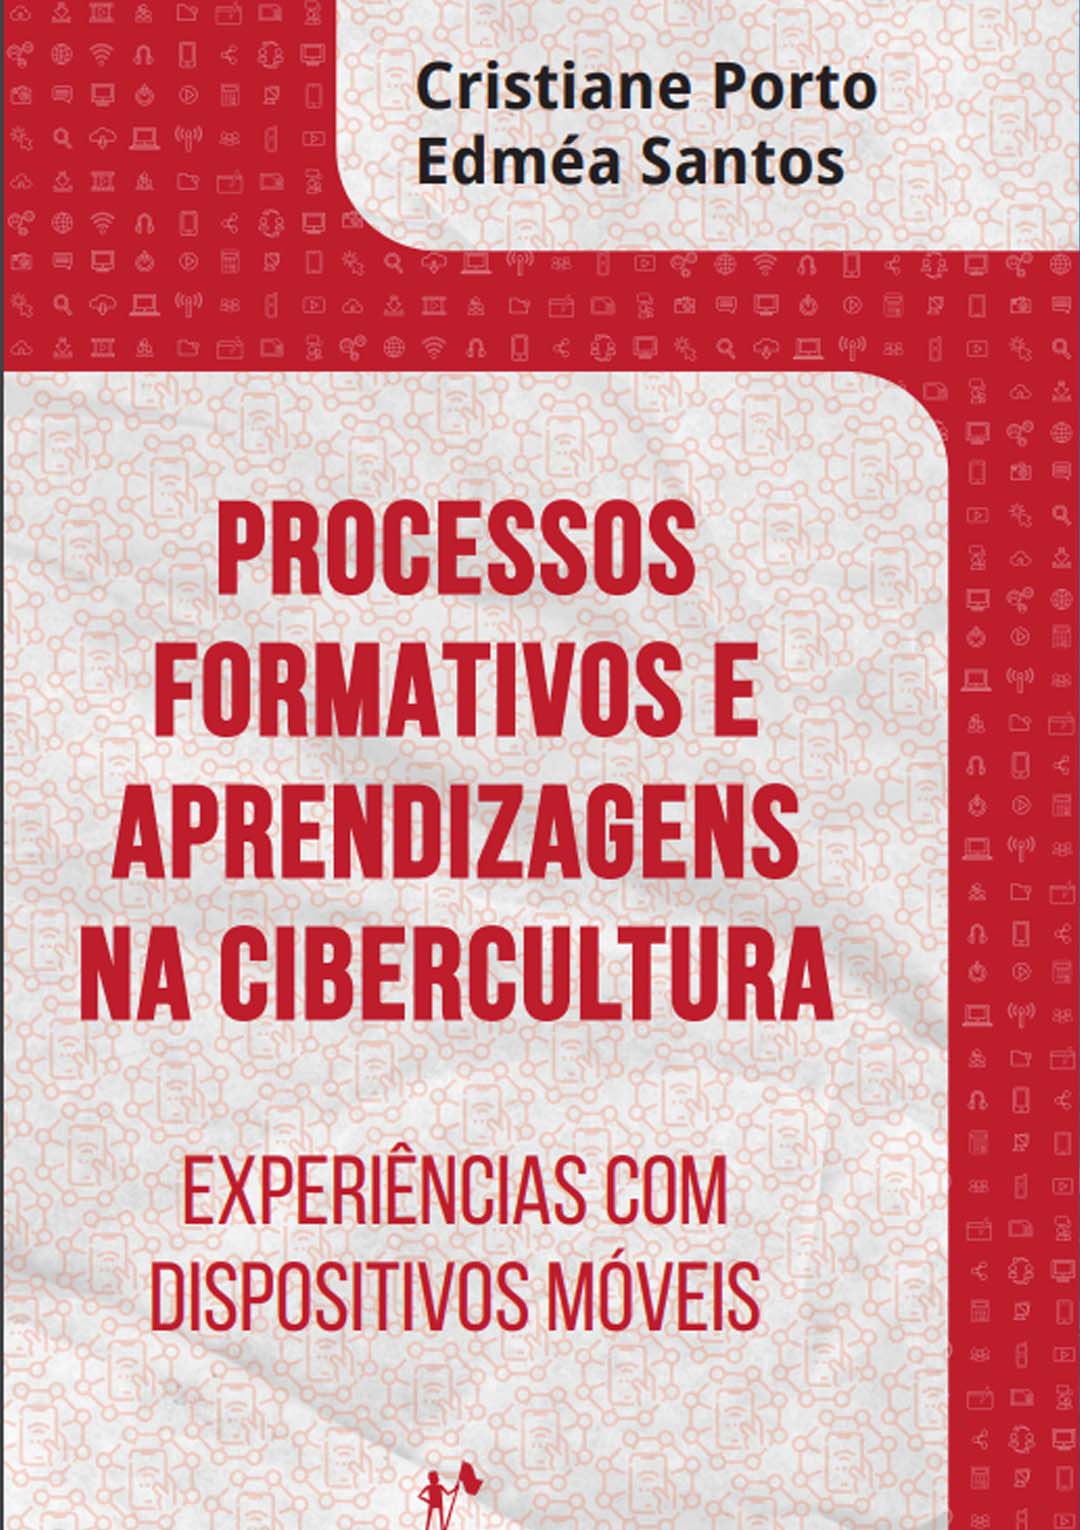 Cristiane Porto
Edméa Santos
PROCESSOS
FORMATIVOS E
APRENDIZAGENS
NA CIBERCULTURA
EXPERIÊNCIAS COM
DISPOSITIVOS MÓVEIS